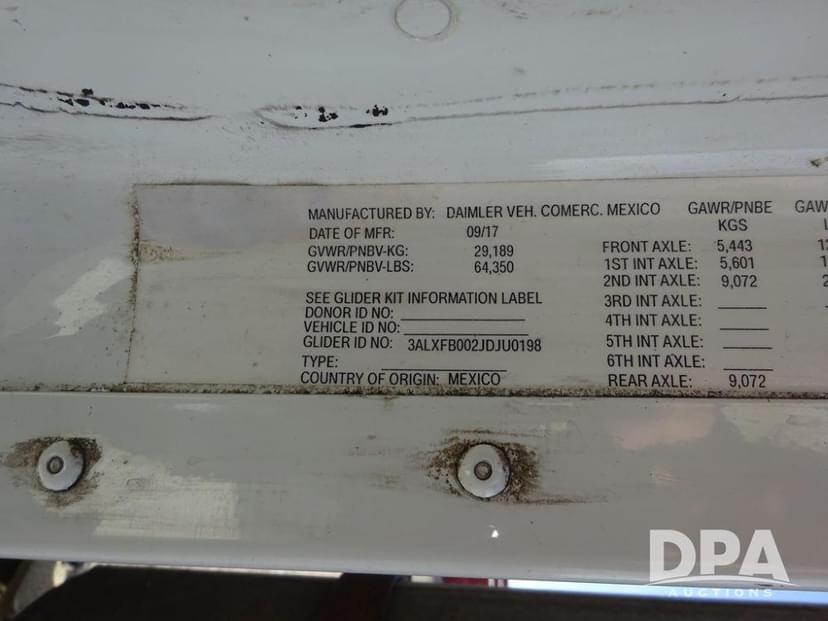 MANUFACTURED BY: DAIMLER VEH. COMERC. MEXICO GAWR/PNBE
DATE OF MFR: 09/17 KGS
GVWR/PNBV-KG: 29,189 FRONT AXLE: 5,443
GVWR/PNBV-LBS: 64,350 1ST INT AXLE: 5,601
2ND INT AXLE: 9,072
SEE GLIDER KIT INFORMATION LABEL 3RD INT AXLE:
DONOR ID NO: 4TH INT AXLE:
VEHICLE ID NO: 5TH INT AXLE:
GLIDER ID NO: 3ALXFB002JDJU0198
TYPE: 6TH INT AXLE:
COUNTRY OF ORIGIN: MEXICO REAR AXLE: 9,072
DPA
AUCTIONS